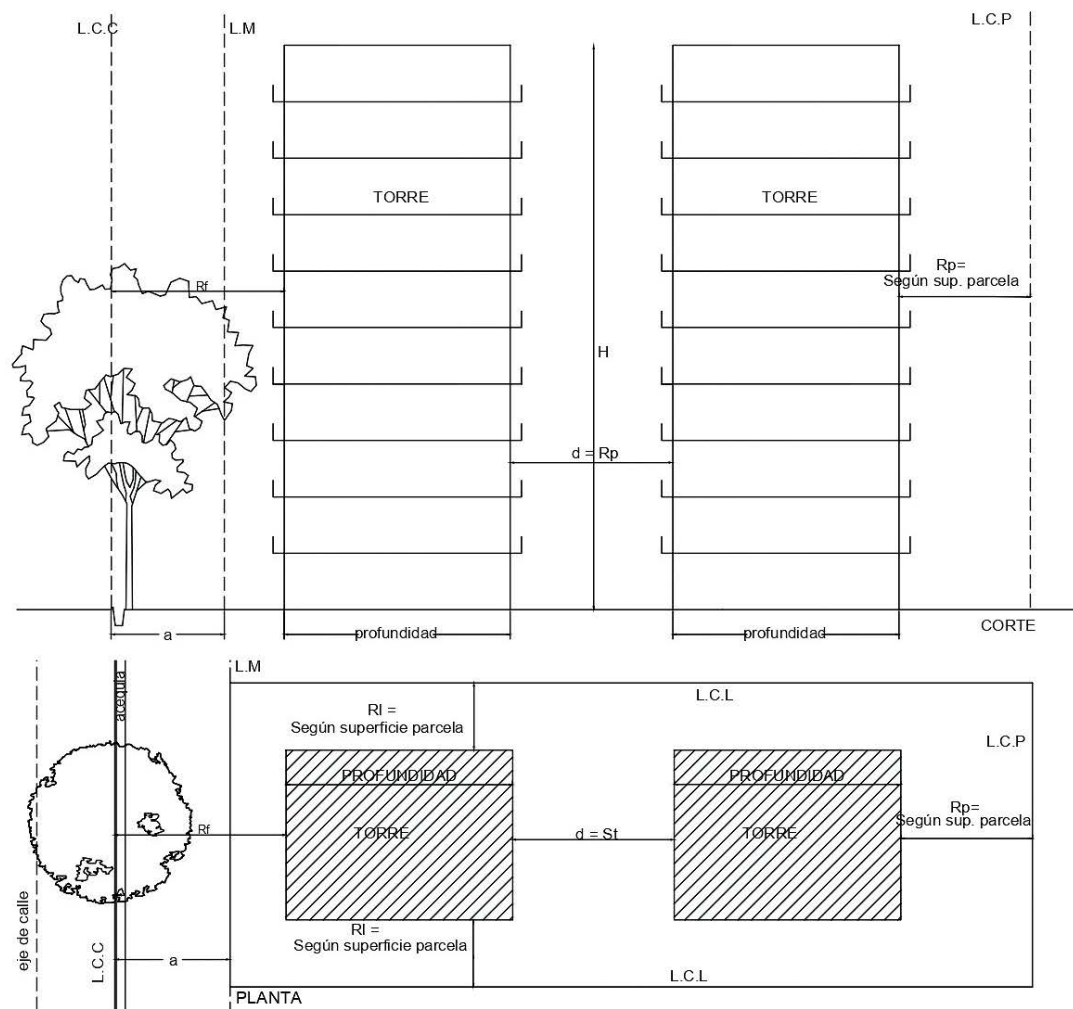 L.C.C
L.M
L.C.P
TORRE
TORRE
Rf
Rp=
Según sup. parcela
H
d = Rp
a
profundidad
profundidad
CORTE
L.M
acequia
L.C.L
Rl =
Según superficie parcela
L.C.P
PROFUNDIDAD
PROFUNDIDAD
Rf
TORRE
d = St
TORRE
Rp=
Según sup. parcela
Rl =
Según superficie parcela
eje de calle
L.C.C
a
L.C.L
PLANTA